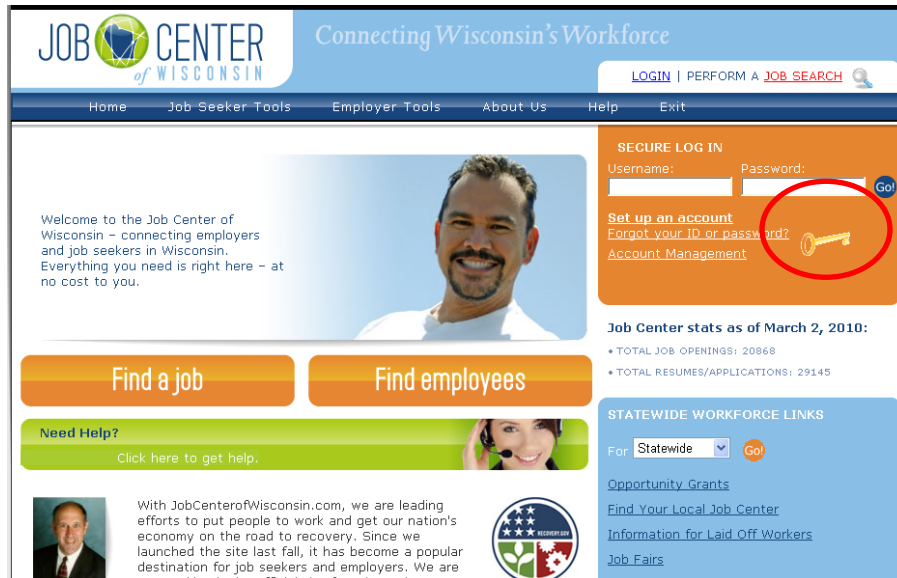 JOB CENTER
of WISCONSIN
Connecting Wisconsin's Workforce
LOGIN | PERFORM A JOB SEARCH
Home Job Seeker Tools Employer Tools About Us Help Exit
Welcome to the Job Center of
Wisconsin – connecting employers
and job seekers in Wisconsin.
Everything you need is right here – at
no cost to you.
SECURE LOG IN
Username: Password:
Go!
Set up an account
Forgot your ID or password?
Account Management
Job Center stats as of March 2, 2010:
• TOTAL JOB OPENINGS: 20868
• TOTAL RESUMES/APPLICATIONS: 29145
Find a job
Find employees
Need Help?
Click here to get help.
STATEWIDE WORKFORCE LINKS
For Statewide Go!
Opportunity Grants
Find Your Local Job Center
Information for Laid Off Workers
Job Fairs
With JobCenterofWisconsin.com, we are leading
efforts to put people to work and get our nation's
economy on the road to recovery. Since we
launched the site last fall, it has become a popular
destination for job seekers and employers. We are
RECOVERY.GOV